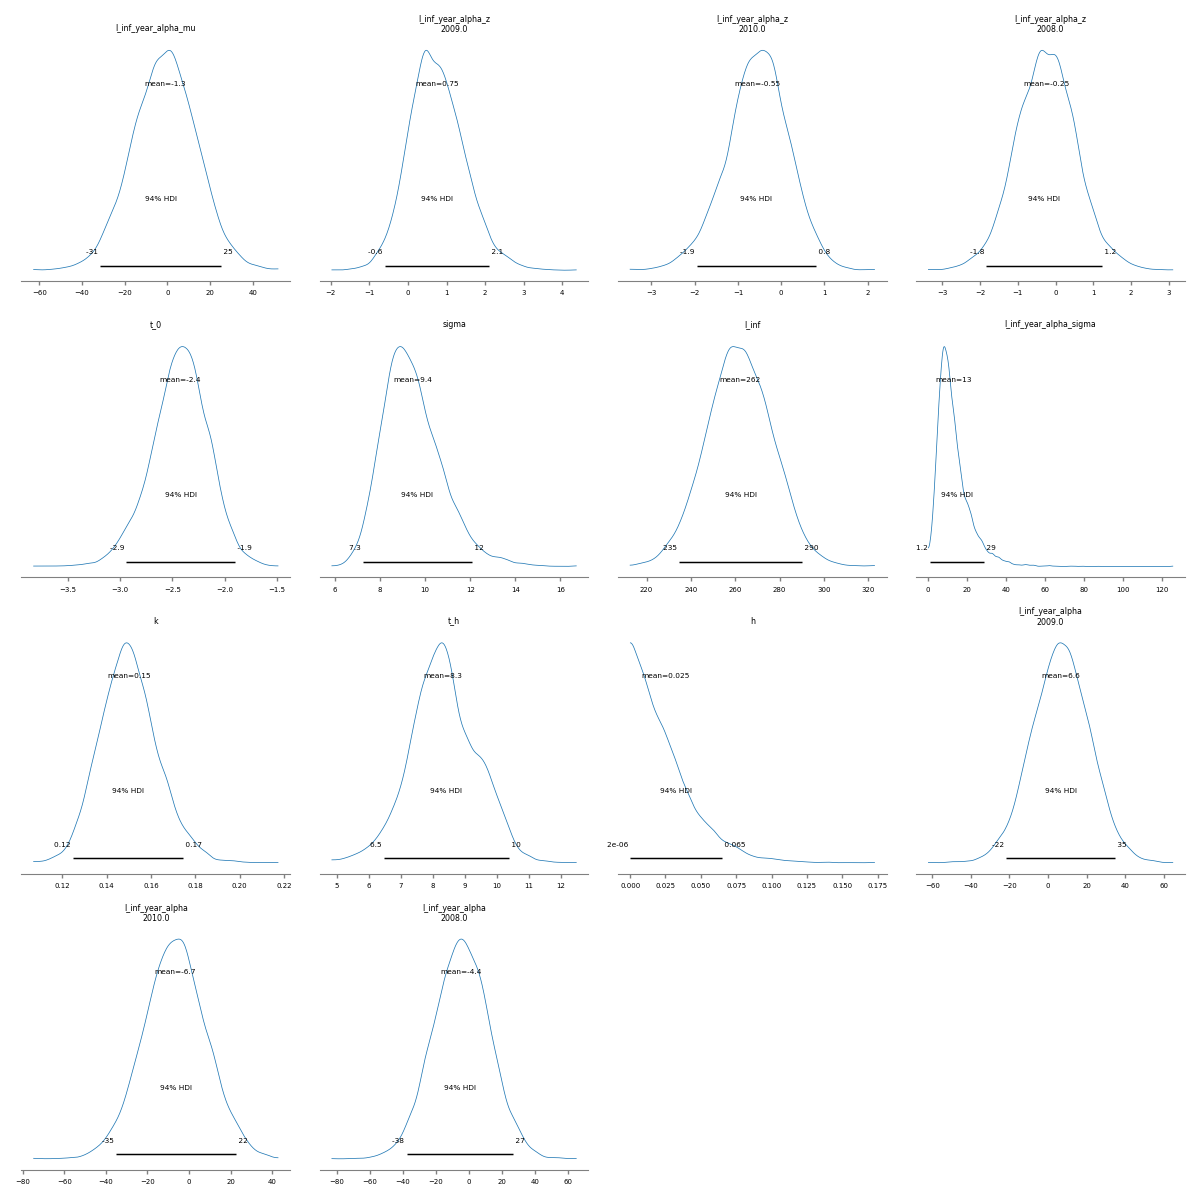 l_inf_year_alpha_mu
mean=-1.3
94% HDI
-31 25
−60 −40 −20 0 20 40
l_inf_year_alpha_z
2009.0
mean=0.75
94% HDI
-0.6 2.1
−2 −1 0 1 2 3 4
l_inf_year_alpha_z
2010.0
mean=-0.55
94% HDI
-1.9 0.8
−3 −2 −1 0 1 2
l_inf_year_alpha_z
2008.0
mean=-0.25
94% HDI
-1.8 1.2
−3 −2 −1 0 1 2 3
t_0
mean=-2.4
94% HDI
-2.9 -1.9
−3.5 −3.0 −2.5 −2.0 −1.5
sigma
mean=9.4
94% HDI
7.3 12
6 8 10 12 14 16
l_inf
mean=262
94% HDI
235 290
220 240 260 280 300 320
l_inf_year_alpha_sigma
mean=13
94% HDI
1.2 29
0 20 40 60 80 100 120
k
mean=0.15
94% HDI
0.12 0.17
0.12 0.14 0.16 0.18 0.20 0.22
t_h
mean=8.3
94% HDI
6.5 10
5 6 7 8 9 10 11 12
h
mean=0.025
94% HDI
2e-06 0.065
0.000 0.025 0.050 0.075 0.100 0.125 0.150 0.175
l_inf_year_alpha
2009.0
mean=6.6
94% HDI
-22 35
−60 −40 −20 0 20 40 60
l_inf_year_alpha
2010.0
mean=-6.7
94% HDI
-35 22
−80 −60 −40 −20 0 20 40
l_inf_year_alpha
2008.0
mean=-4.4
94% HDI
-38 27
−80 −60 −40 −20 0 20 40 60